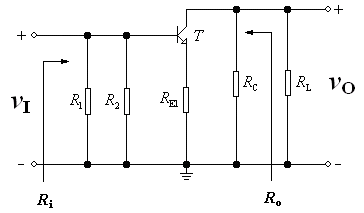 + T +
vI R1 R2 RE1 RC RL vO
− −
Ri Ro